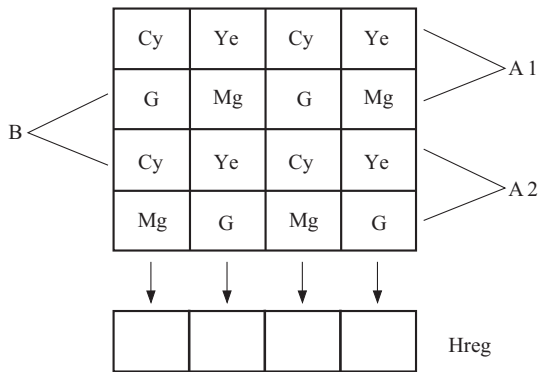 Cy Ye Cy Ye
A 1
G Mg G Mg
B
Cy Ye Cy Ye
A 2
Mg G Mg G
Hreg